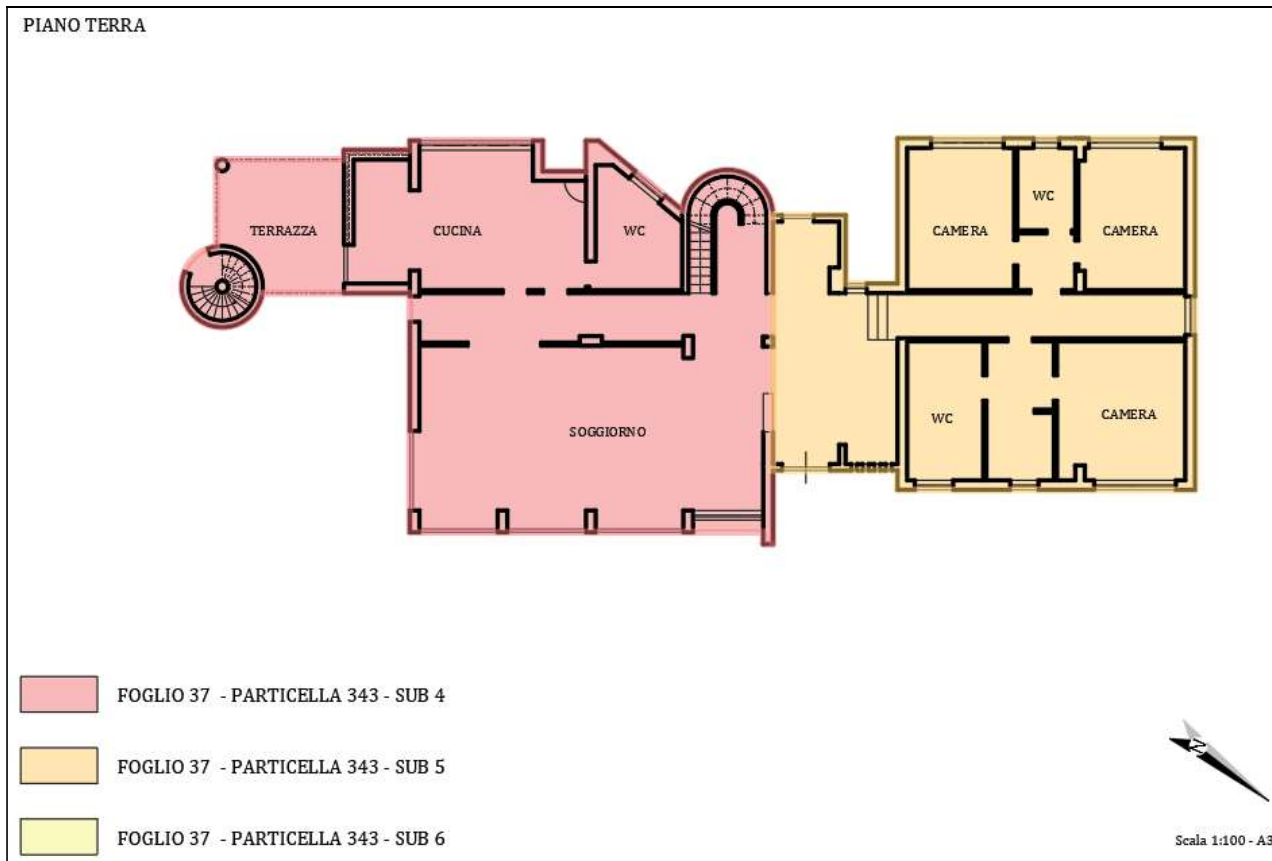 PIANO TERRA
TERRAZZA
CUCINA
WC
CAMERA
WC
CAMERA
SOGGIORNO
WC
CAMERA
FOGLIO 37 - PARTICELLA 343 - SUB 4
FOGLIO 37 - PARTICELLA 343 - SUB 5
N
FOGLIO 37 - PARTICELLA 343 - SUB 6
Scala 1:100 - A3